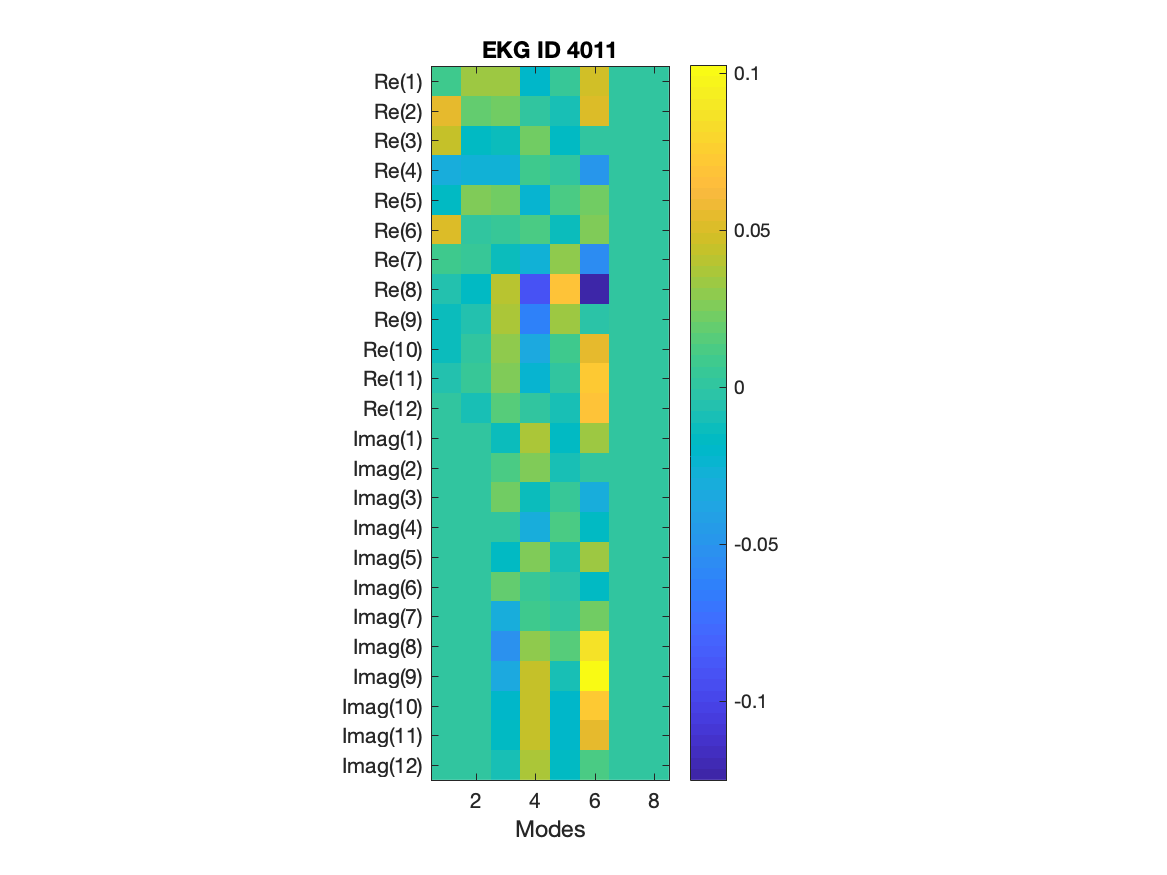 EKG ID 4011
Re(1)
Re(2)
Re(3)
Re(4)
Re(5)
Re(6)
Re(7)
Re(8)
Re(9)
Re(10)
Re(11)
Re(12)
Imag(1)
Imag(2)
Imag(3)
Imag(4)
Imag(5)
Imag(6)
Imag(7)
Imag(8)
Imag(9)
Imag(10)
Imag(11)
Imag(12)
2 4 6 8
Modes
0.1
0.05
0
-0.05
-0.1